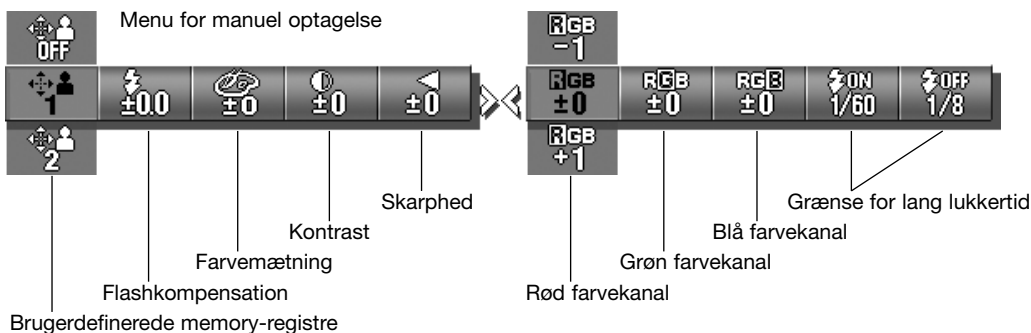 Menu for manuel optagelse
OFF
RGB
-1
1
±0.0
±0
±0
±0
RGB
±0
RGB
±0
RGB
±0
ON
1/60
OFF
1/8
2
RGB
+1
Skarphed
Grænse for lang lukkertid
Kontrast
Blå farvekanal
Farvemætning
Grøn farvekanal
Flashkompensation
Rød farvekanal
Brugerdefinerede memory-registre